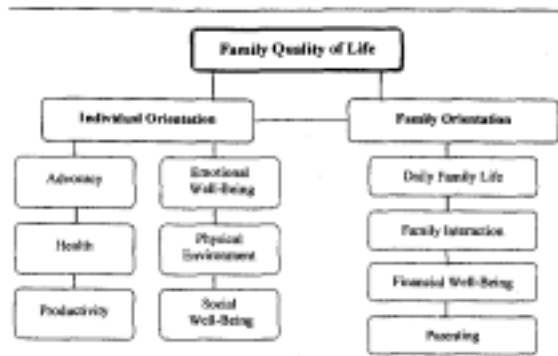 Family Quality of Life
Individual Orientation
Family Orientation
Advocacy
Health
Productivity
Emotional
Well-Being
Physical
Environment
Social
Well-Being
Daily Family Life
Family Interaction
Financial Well-Being
Parenting